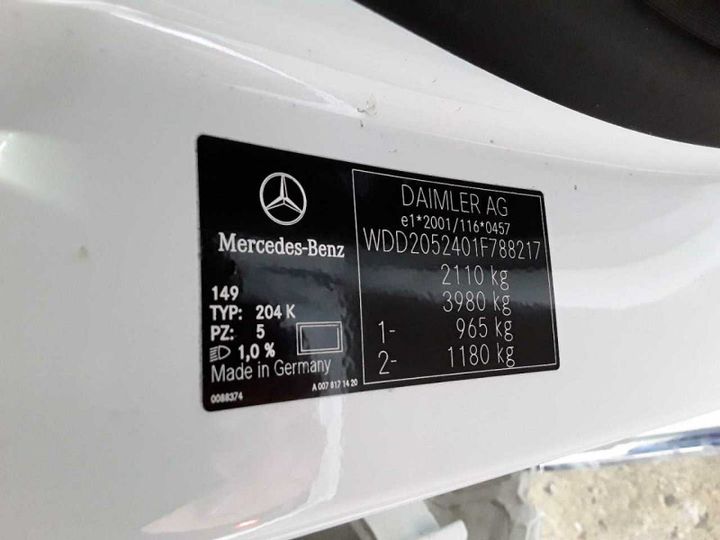 Mercedes-Benz
149
TYP: 204 K
PZ: 5
1,0 %
Made in Germany
0088374
A 007 817 14 20
DAIMLER AG
e1*2001/116*0457
WDD2052401F788217
2110 kg
3980 kg
1- 965 kg
2- 1180 kg